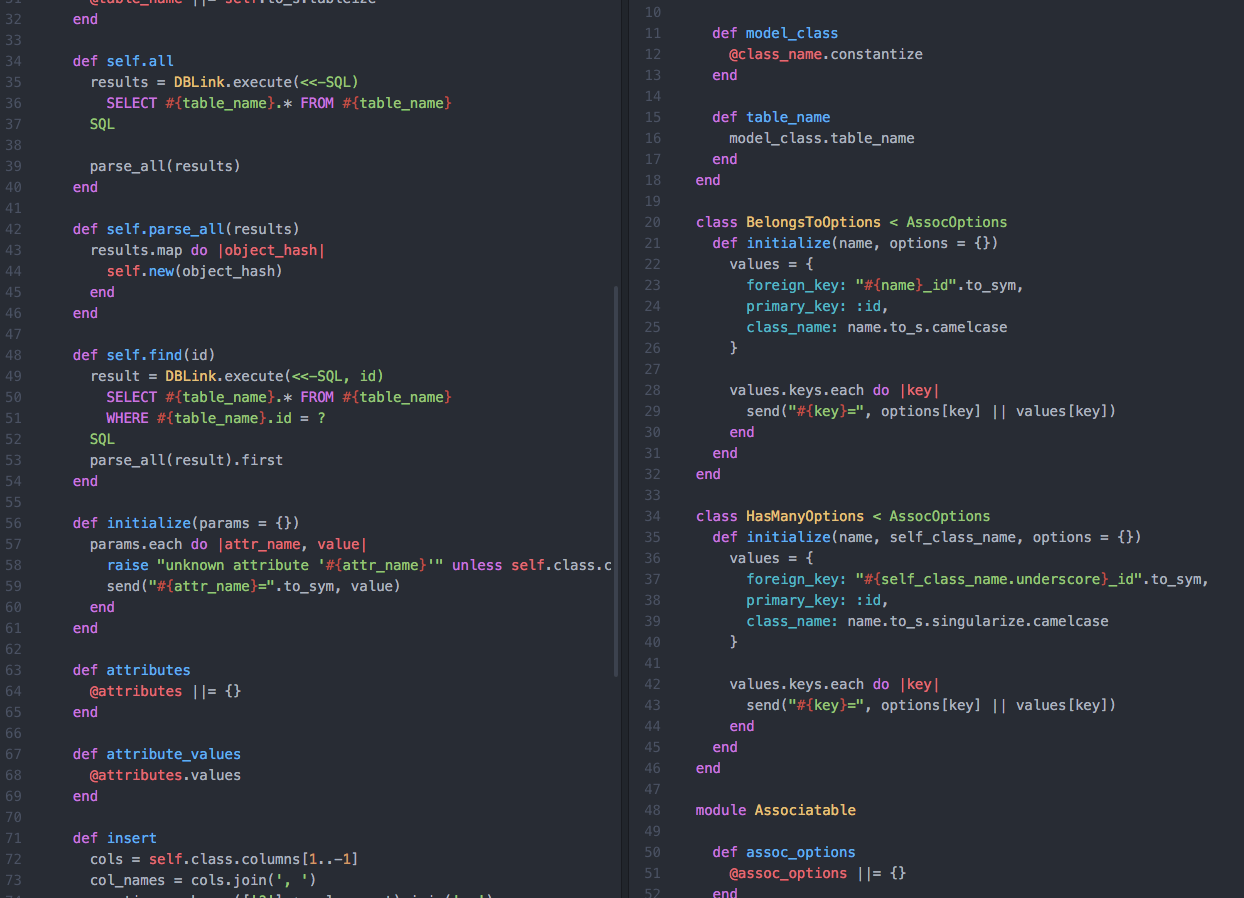 31 @table_name ||= self.to_s.tableize
32 end
33
34 def self.all
35 results = DBLink.execute(<<-SQL)
36 SELECT #{table_name}.* FROM #{table_name}
37 SQL
38
39 parse_all(results)
40 end
41
42 def self.parse_all(results)
43 results.map do |object_hash|
44 self.new(object_hash)
45 end
46 end
47
48 def self.find(id)
49 result = DBLink.execute(<<-SQL, id)
50 SELECT #{table_name}.* FROM #{table_name}
51 WHERE #{table_name}.id = ?
52 SQL
53 parse_all(result).first
54 end
55
56 def initialize(params = {})
57 params.each do |attr_name, value|
58 raise "unknown attribute '#{attr_name}'" unless self.class.c
59 send("#{attr_name}=".to_sym, value)
60 end
61 end
62
63 def attributes
64 @attributes ||= {}
65 end
66
67 def attribute_values
68 @attributes.values
69 end
70
71 def insert
72 cols = self.class.columns[1..-1]
73 col_names = cols.join(', ')
10
11 def model_class
12 @class_name.constantize
13 end
14
15 def table_name
16 model_class.table_name
17 end
18 end
19
20 class BelongsToOptions < AssocOptions
21 def initialize(name, options = {})
22 values = {
23 foreign_key: "#{name}_id".to_sym,
24 primary_key: :id,
25 class_name: name.to_s.camelcase
26 }
27
28 values.keys.each do |key|
29 send("#{key}=", options[key] || values[key])
30 end
31 end
32 end
33
34 class HasManyOptions < AssocOptions
35 def initialize(name, self_class_name, options = {})
36 values = {
37 foreign_key: "#{self_class_name.underscore}_id".to_sym,
38 primary_key: :id,
39 class_name: name.to_s.singularize.camelcase
40 }
41
42 values.keys.each do |key|
43 send("#{key}=", options[key] || values[key])
44 end
45 end
46 end
47
48 module Associatable
49
50 def assoc_options
51 @assoc_options ||= {}
52 end